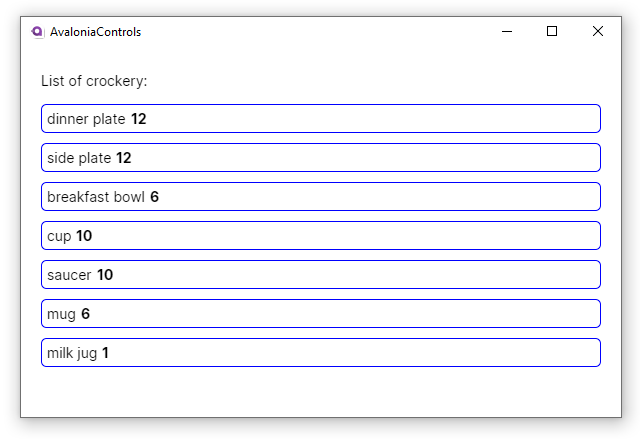 AvaloniaControls
List of crockery:
dinner plate 12
side plate 12
breakfast bowl 6
cup 10
saucer 10
mug 6
milk jug 1